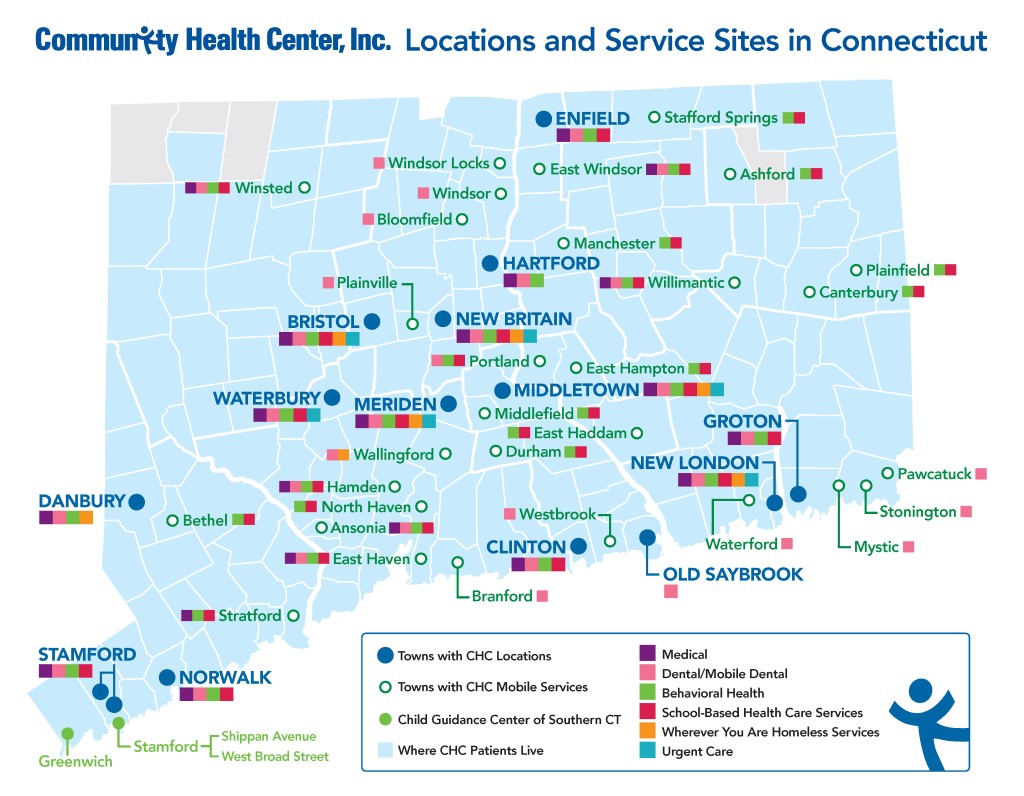 Community Health Center, Inc. Locations and Service Sites in Connecticut
ENFIELD
Stafford Springs
Windsor Locks
East Windsor
Ashford
Winsted
Windsor
Bloomfield
Manchester
HARTFORD
Plainfield
Plainville
Willimantic
Canterbury
BRISTOL
NEW BRITAIN
Portland
East Hampton
WATERBURY
MERIDEN
MIDDLETOWN
Middlefield
GROTON
East Haddam
Wallingford
Durham
NEW LONDON
Pawcatuck
Hamden
DANBURY
North Haven
Stonington
Bethel
Westbrook
Ansonia
Waterford
Mystic
CLINTON
East Haven
OLD SAYBROOK
Branford
Stratford
STAMFORD
NORWALK
Stamford
Shippan Avenue
West Broad Street
Greenwich
Towns with CHC Locations
Towns with CHC Mobile Services
Child Guidance Center of Southern CT
Where CHC Patients Live
Medical
Dental/Mobile Dental
Behavioral Health
School-Based Health Care Services
Wherever You Are Homeless Services
Urgent Care